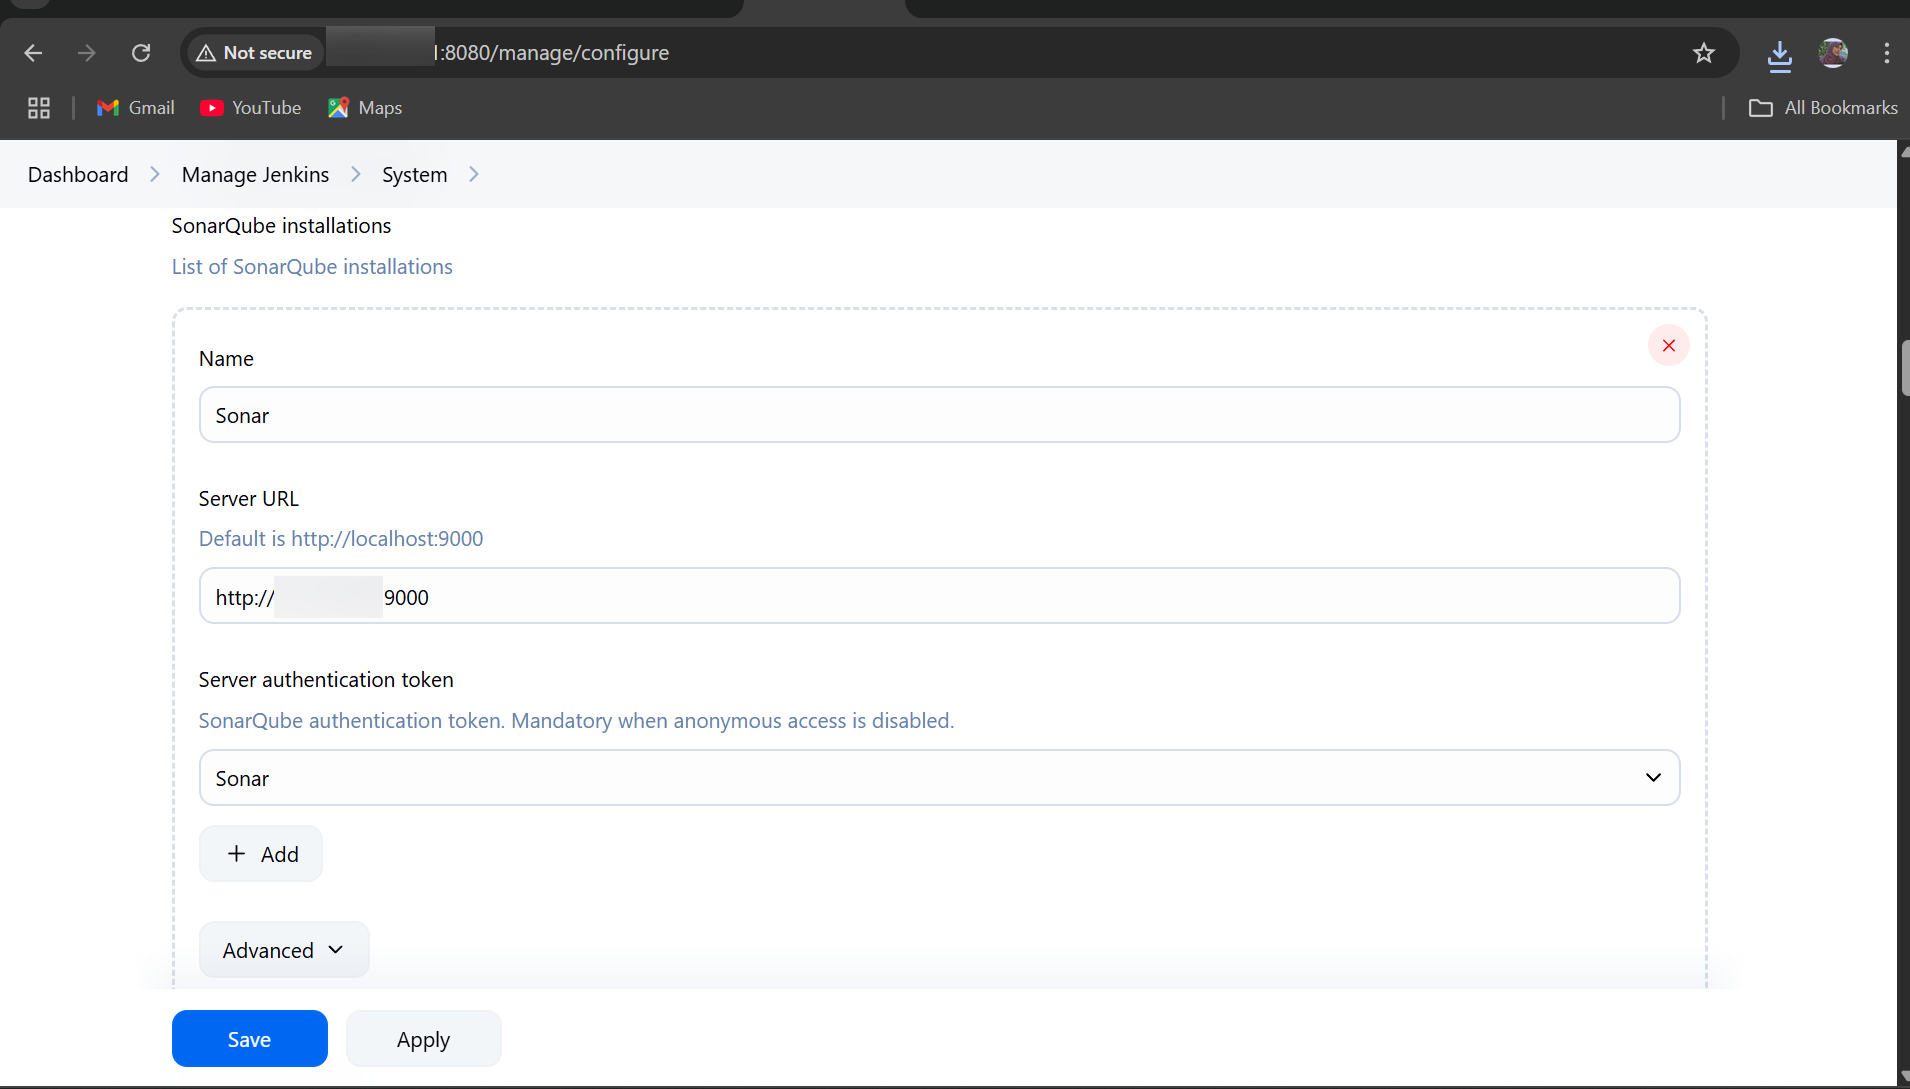 Not secure
:8080/manage/configure
Gmail
YouTube
Maps
All Bookmarks
Dashboard
Manage Jenkins
System
SonarQube installations
List of SonarQube installations
Name
Sonar
Server URL
Default is http://localhost:9000
http:// 9000
Server authentication token
SonarQube authentication token. Mandatory when anonymous access is disabled.
Sonar
+ Add
Advanced
Save
Apply